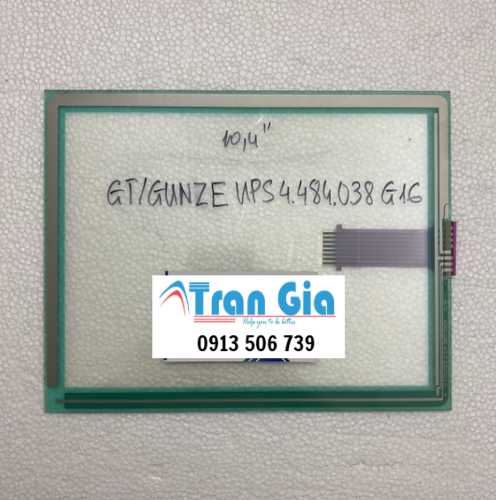 10,4"
GT/GUNZE UPS 4.484.038 G16
Tran Gia
Help you to be better
0913 506 739